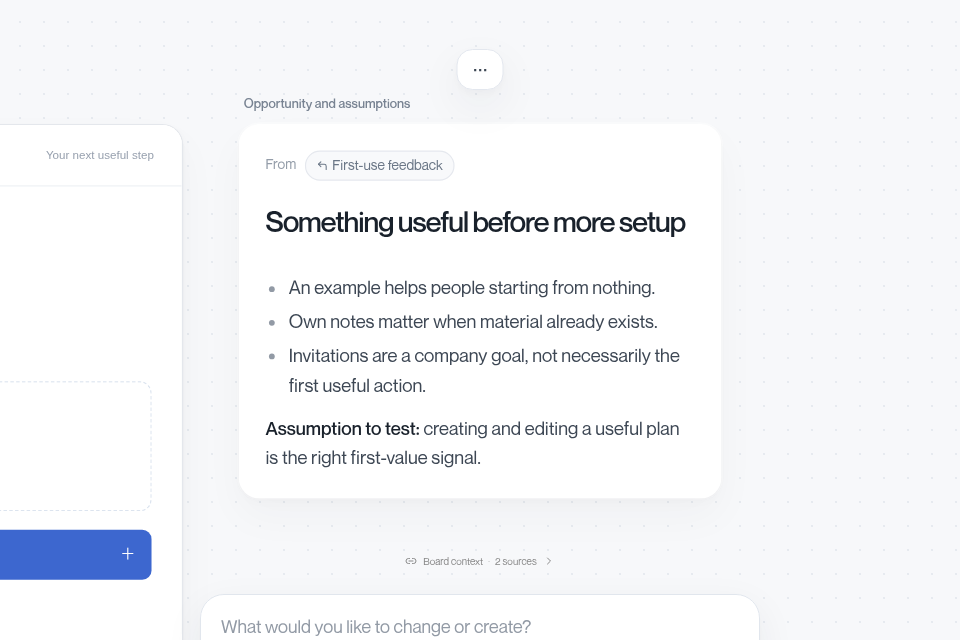 Opportunity and assumptions
Your next useful step
From
First-use feedback
Something useful before more setup
An example helps people starting from nothing.
Own notes matter when material already exists.
Invitations are a company goal, not necessarily the
first useful action.
Assumption to test: creating and editing a useful plan
is the right first-value signal.
Board context · 2 sources
What would you like to change or create?